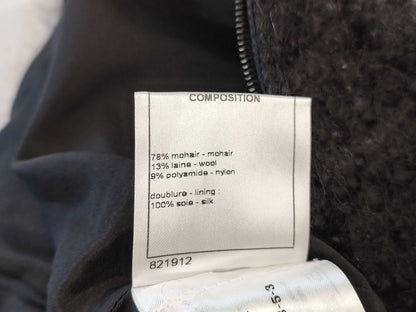 COMPOSITION
78% mohair - mohair
13% laine - wool
9% polyamide - nylon
doublure - lining :
100% soie - silk
821912